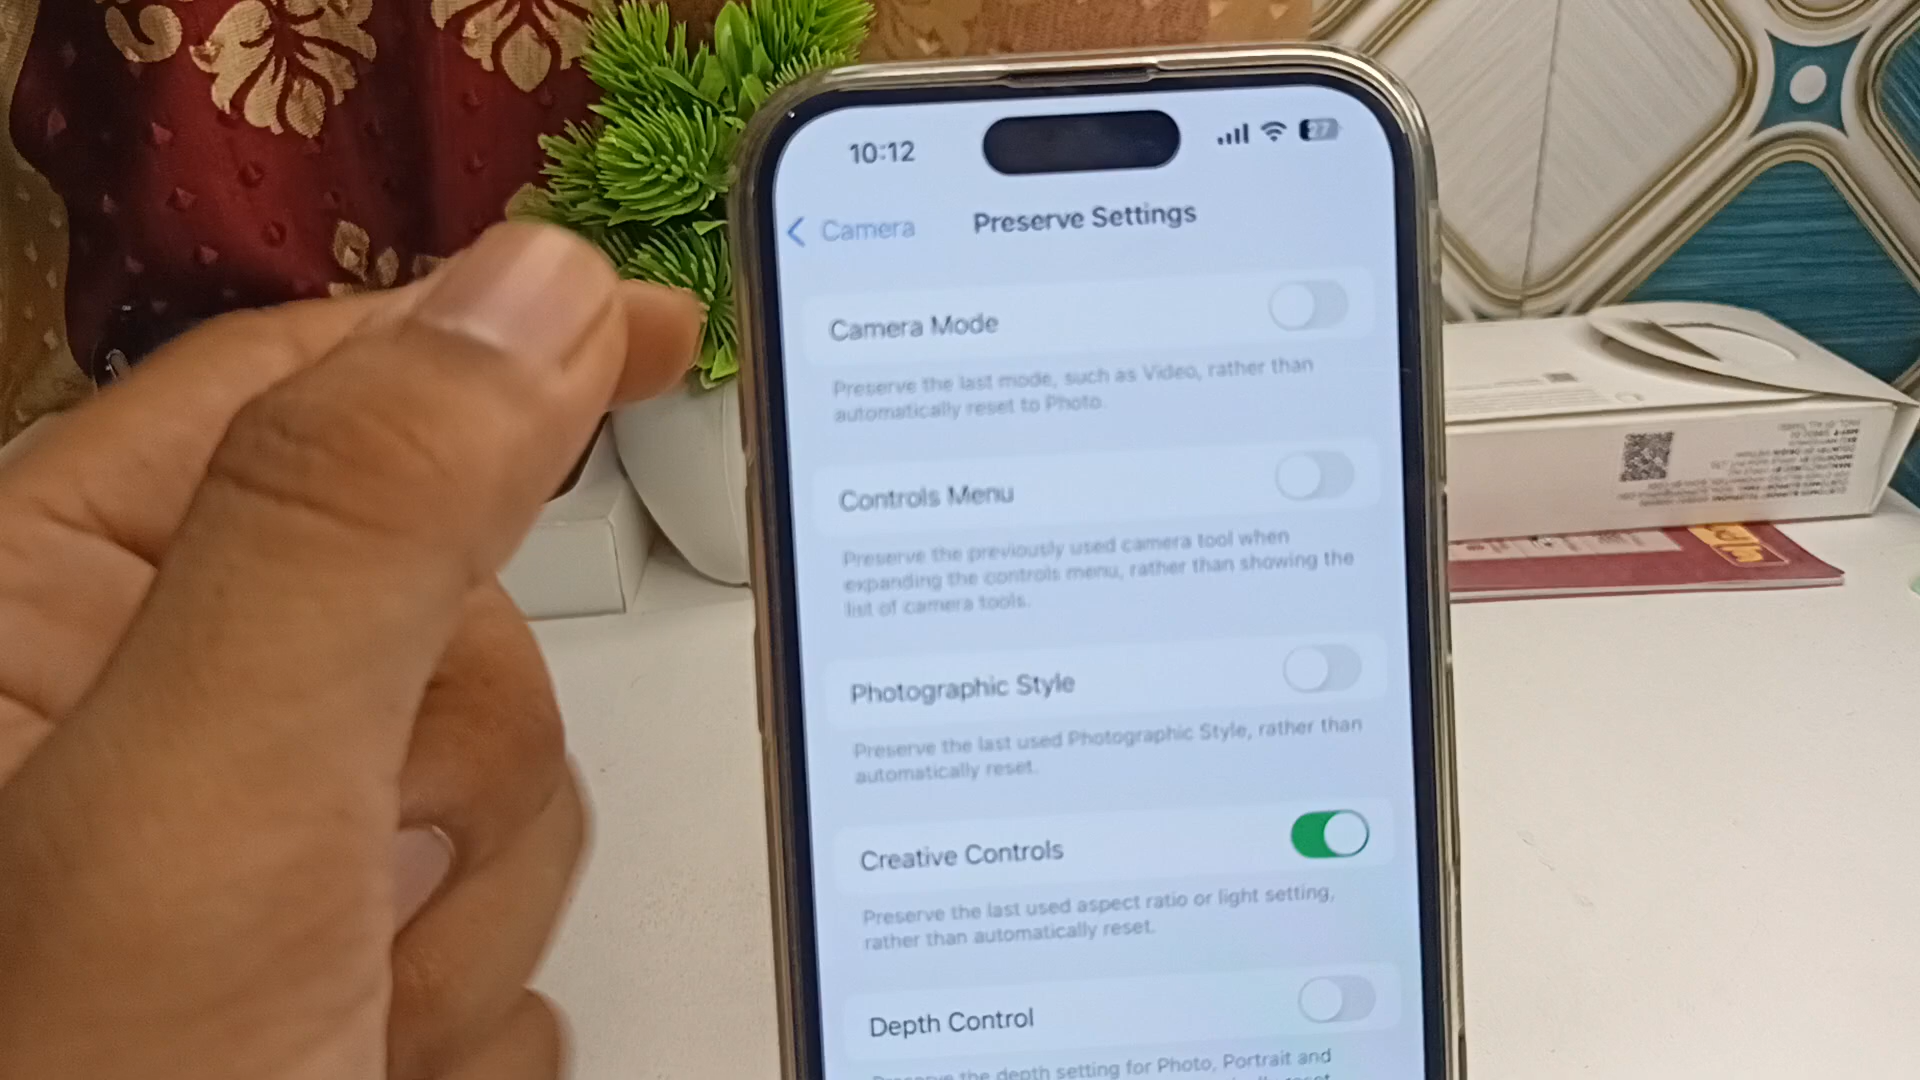 10:12
27
Camera
Preserve Settings
Camera Mode
Preserve the last mode, such as Video, rather than
automatically reset to Photo.
Controls Menu
Preserve the previously used camera tool when
expanding the controls menu, rather than showing the
list of camera tools.
Photographic Style
Preserve the last used Photographic Style, rather than
automatically reset.
Creative Controls
Preserve the last used aspect ratio or light setting,
rather than automatically reset.
Depth Control
Preserve the depth setting for Photo, Portrait and